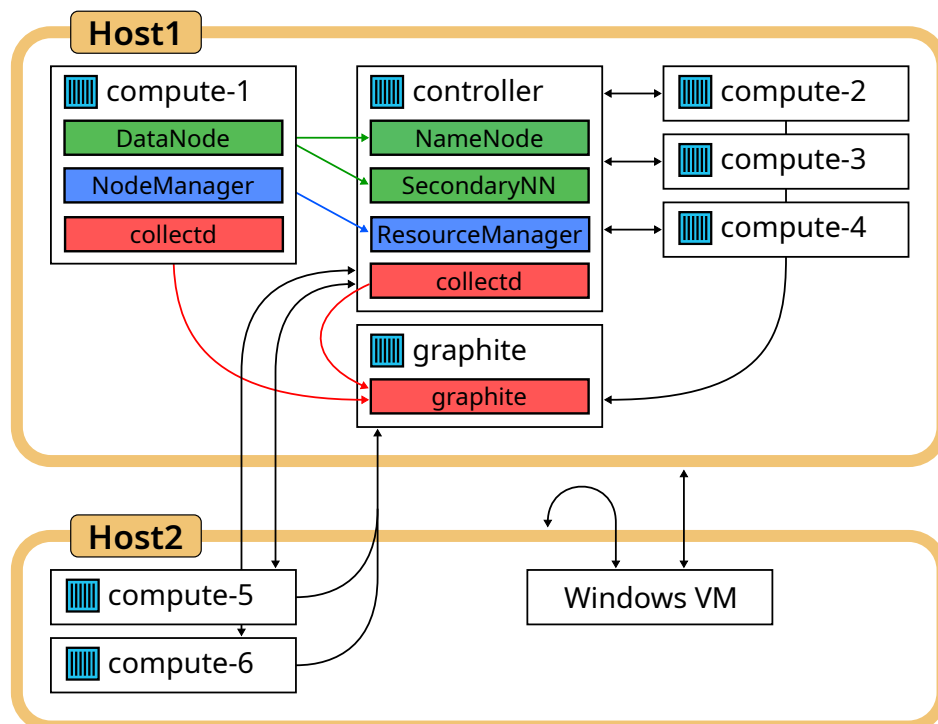 Host1
compute-1
DataNode
NodeManager
collectd
controller
NameNode
SecondaryNN
ResourceManager
collectd
graphite
graphite
compute-2
compute-3
compute-4
Host2
compute-5
compute-6
Windows VM